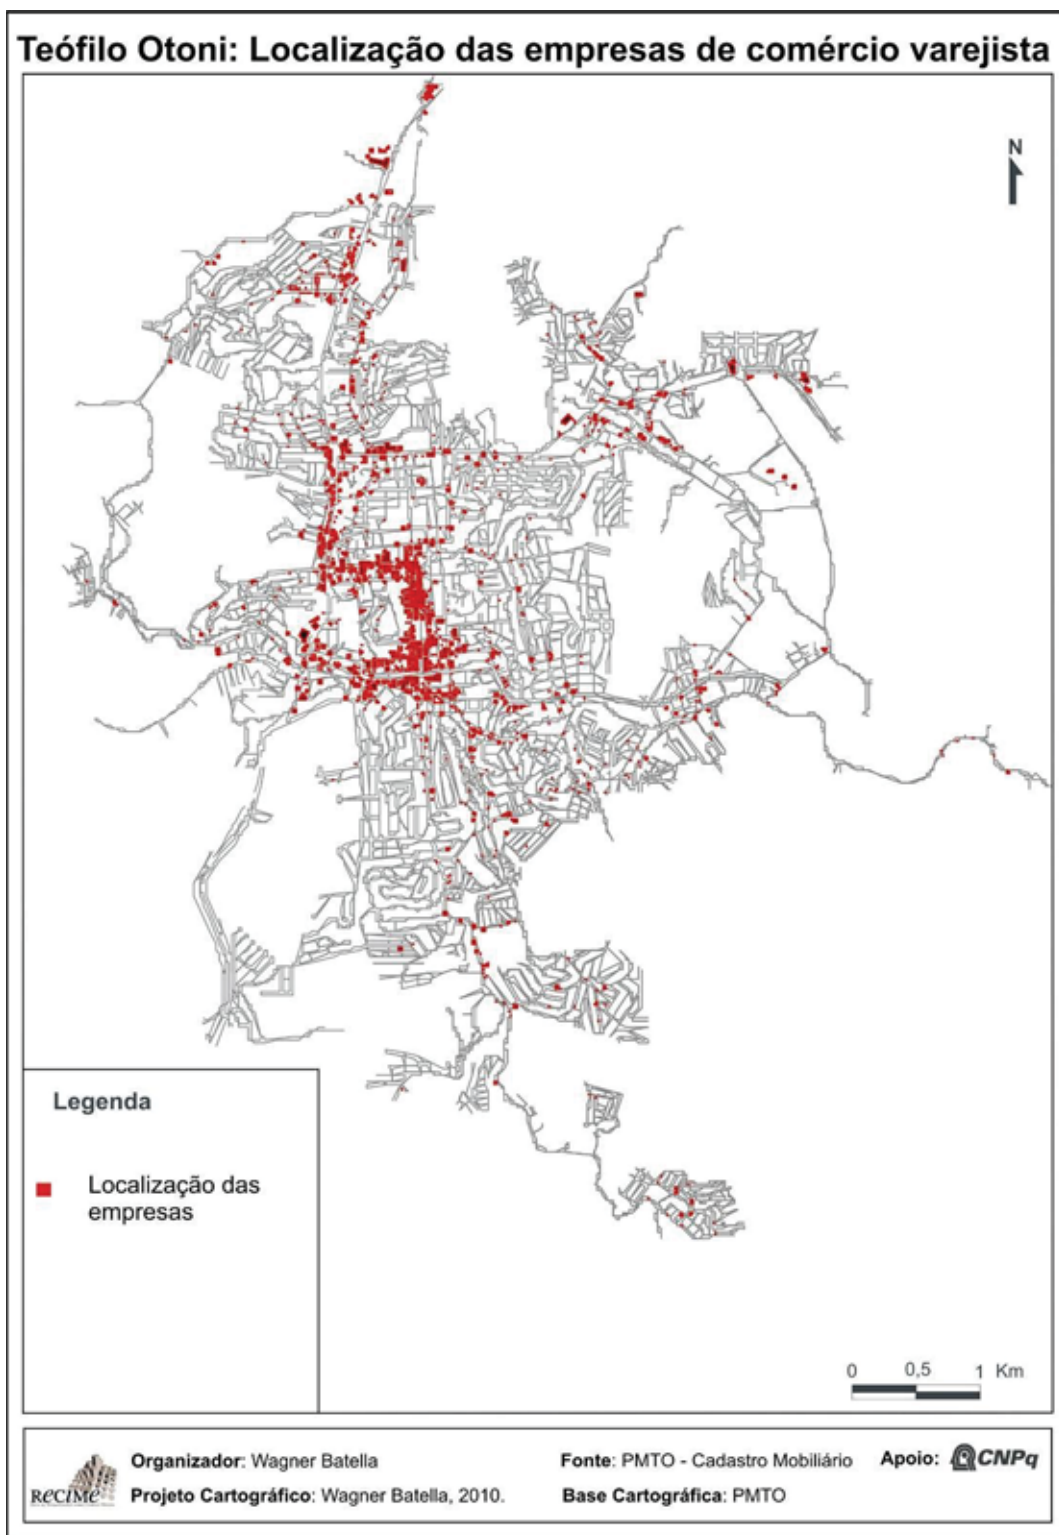 Teófilo Otoni: Localização das empresas de comércio varejista
N
Legenda
Localização das
empresas
0 0,5 1 Km
Organizador: Wagner Batella
Projeto Cartográfico: Wagner Batella, 2010.
Fonte: PMTO - Cadastro Mobiliário
Base Cartográfica: PMTO
Apoio: CNPq
ReCiMe